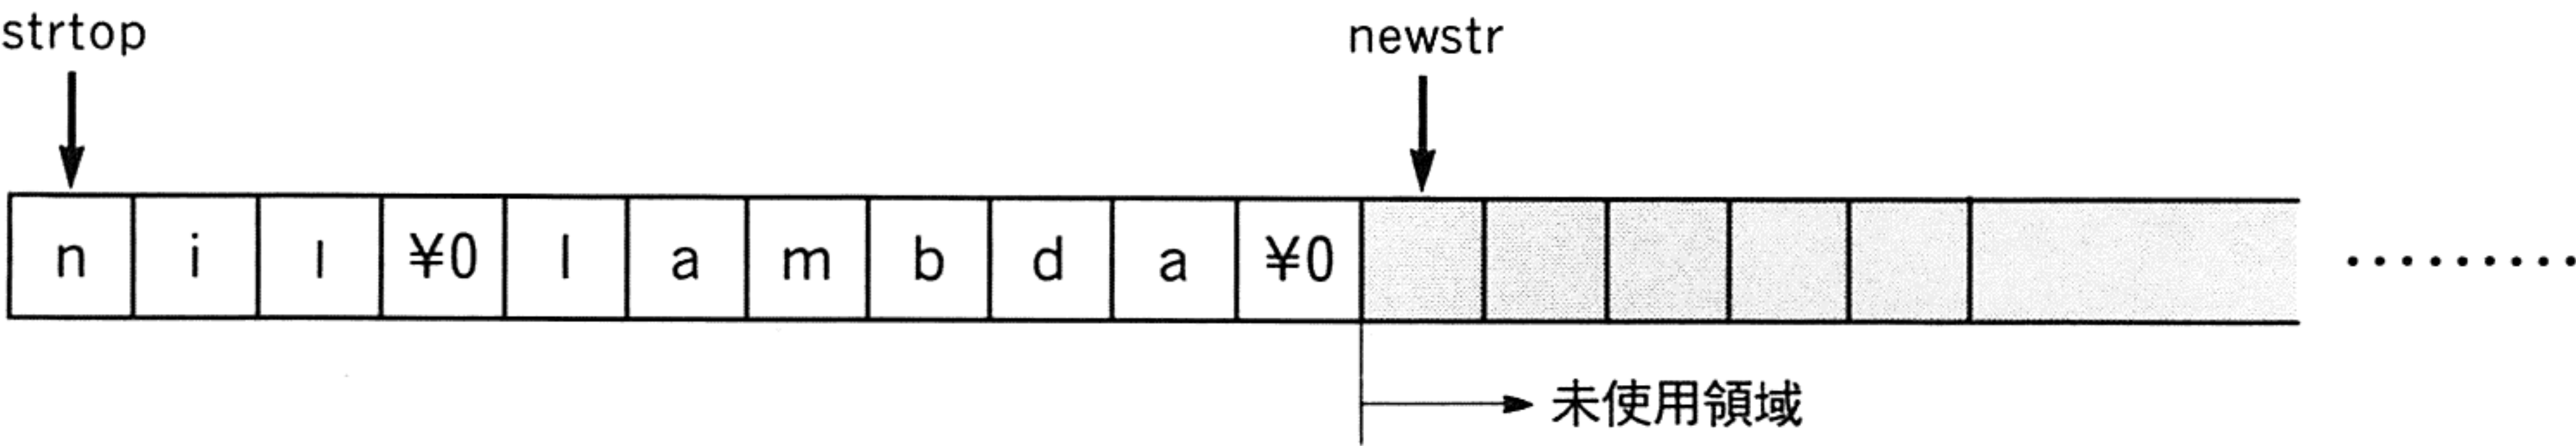 strtop newstr
n i l ¥0 l a m b d a ¥0
未使用領域